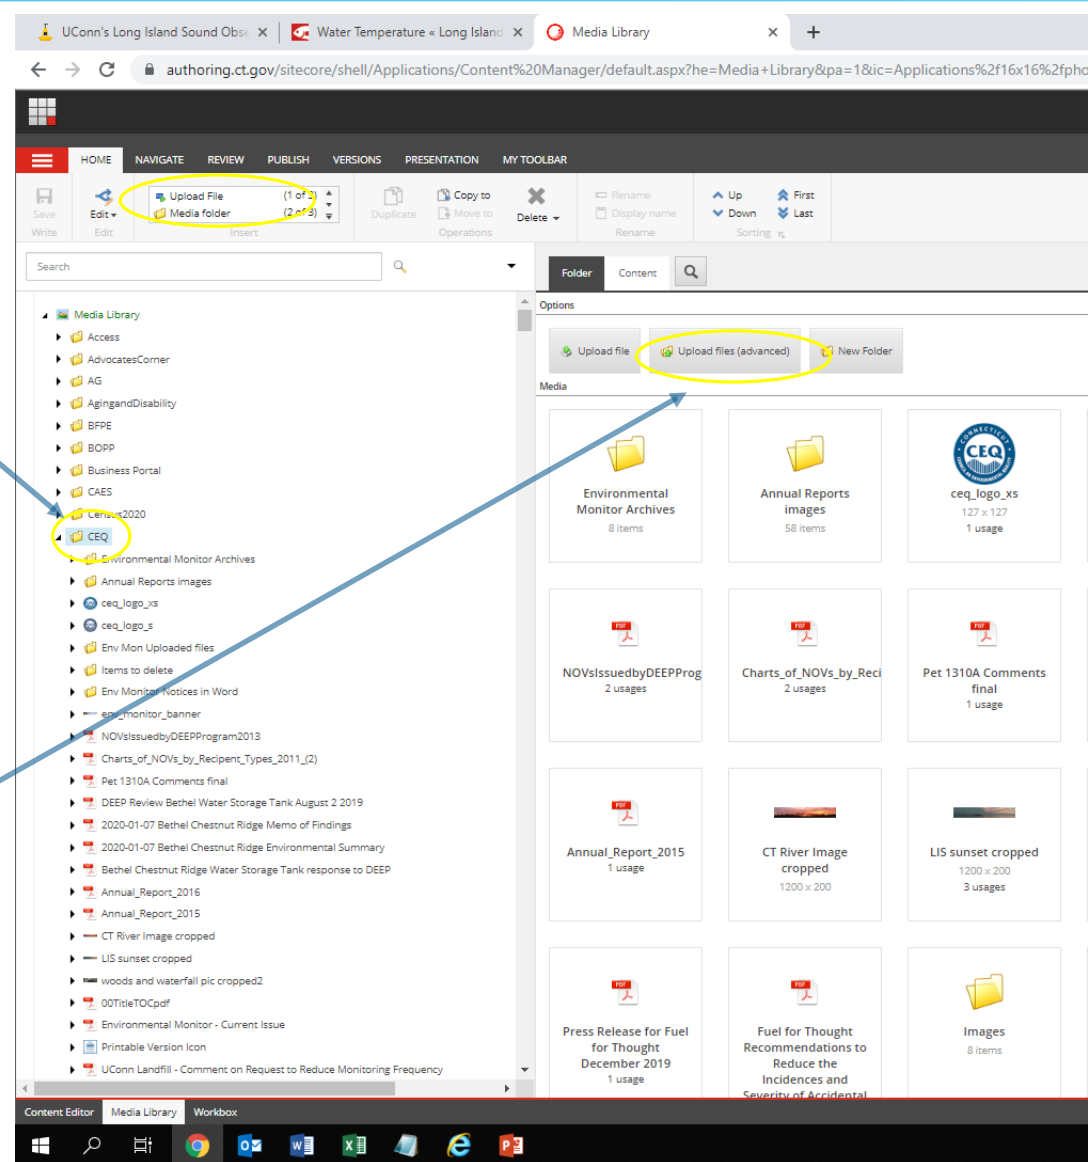 UConn's Long Island Sound Obse
Water Temperature « Long Island
Media Library
authoring.ct.gov/sitecore/shell/Applications/Content%20Manager/default.aspx?he=Media+Library&pa=1&ic=Applications%2f16x16%2fpho
HOME NAVIGATE REVIEW PUBLISH VERSIONS PRESENTATION MY TOOLBAR
Upload File (1 of 3)
Media folder (2 of 3)
Save
Edit
Duplicate
Copy to
Move to
Delete
Rename
Display name
Up First
Down Last
Write Edit Insert Operations Rename Sorting
Search
Folder Content
Options
Upload file Upload files (advanced) New Folder
Media
Media Library
Access
AdvocatesCorner
AG
AgingandDisability
BFPE
BOPP
Business Portal
CAES
Census2020
CEQ
Environmental Monitor Archives
Annual Reports images
ceq_logo_xs
ceq_logo_s
Env Mon Uploaded files
Items to delete
Env Monitor Notices in Word
env_monitor_banner
NOVsIssuedbyDEEPProgram2013
Charts_of_NOVs_by_Recipent_Types_2011_(2)
Pet 1310A Comments final
DEEP Review Bethel Water Storage Tank August 2 2019
2020-01-07 Bethel Chestnut Ridge Memo of Findings
2020-01-07 Bethel Chestnut Ridge Environmental Summary
Bethel Chestnut Ridge Water Storage Tank response to DEEP
Annual_Report_2016
Annual_Report_2015
CT River Image cropped
LIS sunset cropped
woods and waterfall pic cropped2
00TitleTOCpdf
Environmental Monitor - Current Issue
Printable Version Icon
UConn Landfill - Comment on Request to Reduce Monitoring Frequency
Environmental
Monitor Archives
8 items
Annual Reports
images
58 items
CONNECTICUT
CEQ
ceq_logo_xs
127 x 127
1 usage
PDF
NOVsIssuedbyDEEPProg
2 usages
PDF
Charts_of_NOVs_by_Reci
2 usages
PDF
Pet 1310A Comments
final
1 usage
PDF
Annual_Report_2015
1 usage
CT River Image
cropped
1200 x 200
LIS sunset cropped
1200 x 200
3 usages
PDF
Press Release for Fuel
for Thought
December 2019
1 usage
PDF
Fuel for Thought
Recommendations to
Reduce the
Incidences and
Severity of Accidental
Images
8 items
Content Editor Media Library Workbox